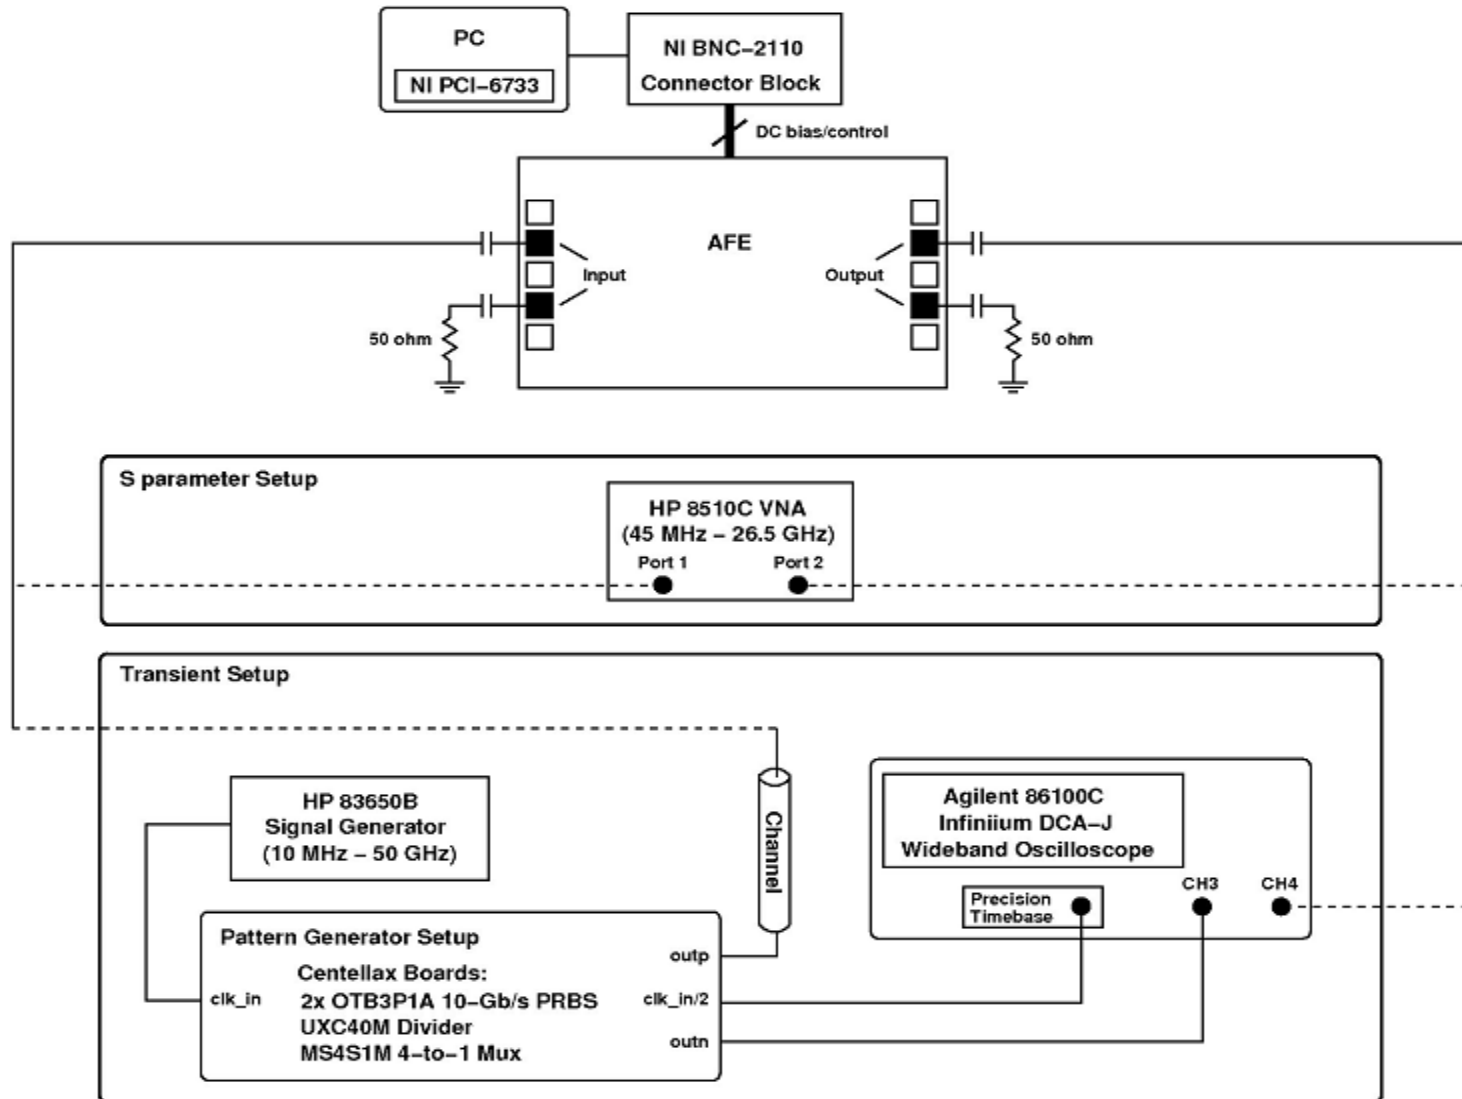 PC
NI PCI–6733
NI BNC–2110
Connector Block
DC bias/control
AFE
Input
Output
50 ohm
50 ohm
S parameter Setup
HP 8510C VNA
(45 MHz – 26.5 GHz)
Port 1
Port 2
Transient Setup
HP 83650B
Signal Generator
(10 MHz – 50 GHz)
Channel
Agilent 86100C
Infiniium DCA–J
Wideband Oscilloscope
Precision
Timebase
CH3
CH4
Pattern Generator Setup
Centellax Boards:
2x OTB3P1A 10–Gb/s PRBS
UXC40M Divider
MS4S1M 4–to–1 Mux
clk_in
outp
clk_in/2
outn